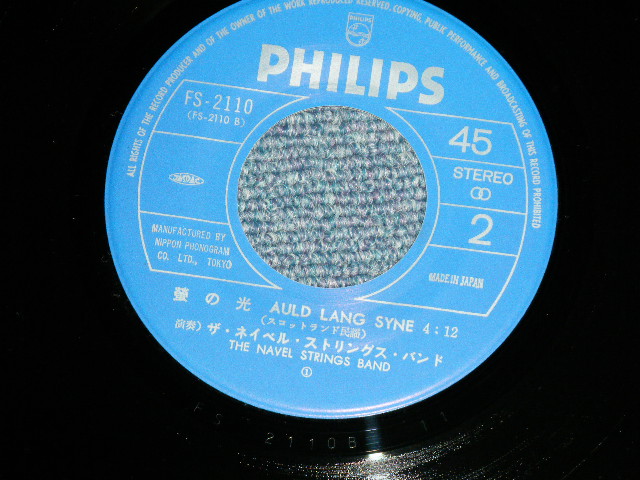 ALL RIGHTS OF THE RECORD PRODUCER AND OF THE OWNER OF THE WORK REPRODUCED RESERVED. COPYING, PUBLIC PERFORMANCE AND BROADCASTING OF THIS RECORD PROHIBITED
PHILIPS
PHILIPS
FS-2110
(FS-2110 B)
45
STEREO
2
MANUFACTURED BY
NIPPON PHONOGRAM
CO. LTD., TOKYO
MADE IN JAPAN
螢の光 AULD LANG SYNE 4:12
(スコットランド民謡)
演奏) ザ・ネイベル・ストリングス・バンド
THE NAVEL STRINGS BAND
①
FS 2110B 11